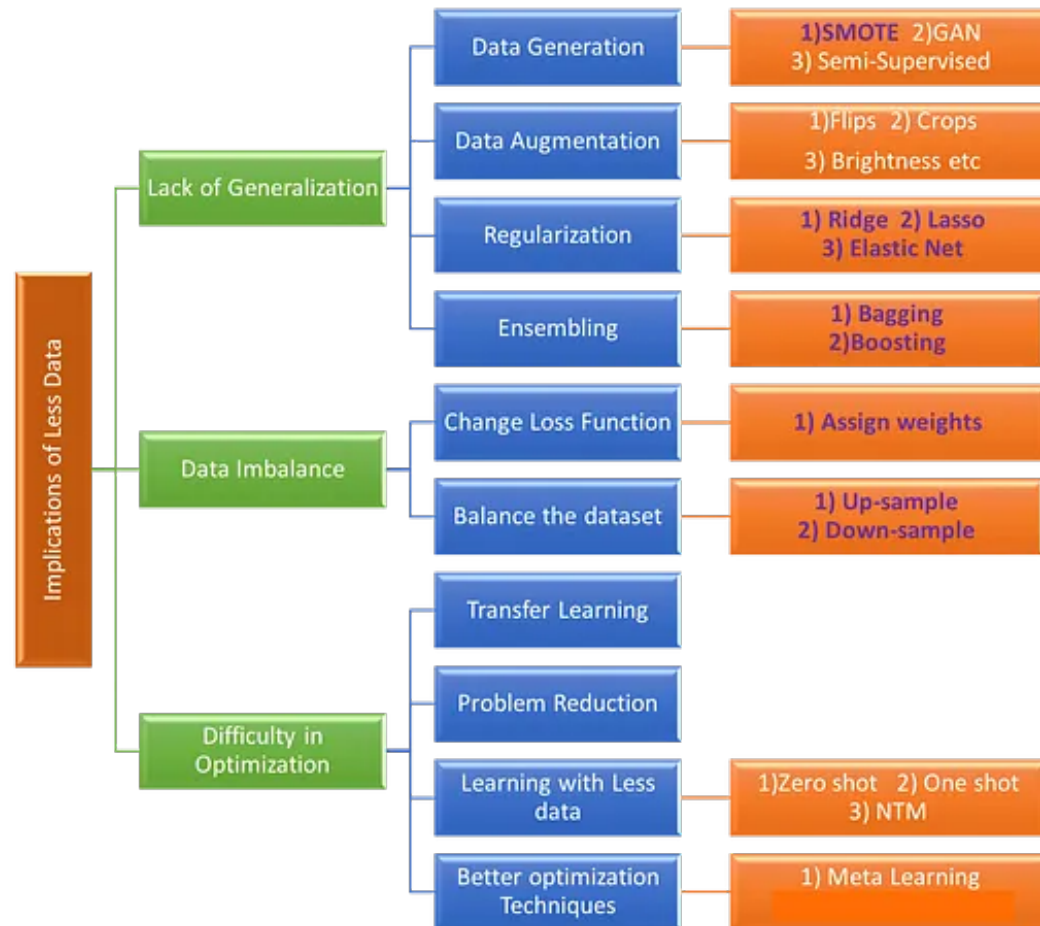 Implications of Less Data
Lack of Generalization
Data Generation
1)SMOTE 2)GAN
3) Semi-Supervised
Data Augmentation
1)Flips 2) Crops
3) Brightness etc
Regularization
1) Ridge 2) Lasso
3) Elastic Net
Ensembling
1) Bagging
2)Boosting
Data Imbalance
Change Loss Function
1) Assign weights
Balance the dataset
1) Up-sample
2) Down-sample
Difficulty in
Optimization
Transfer Learning
Problem Reduction
Learning with Less
data
1)Zero shot 2) One shot
3) NTM
Better optimization
Techniques
1) Meta Learning